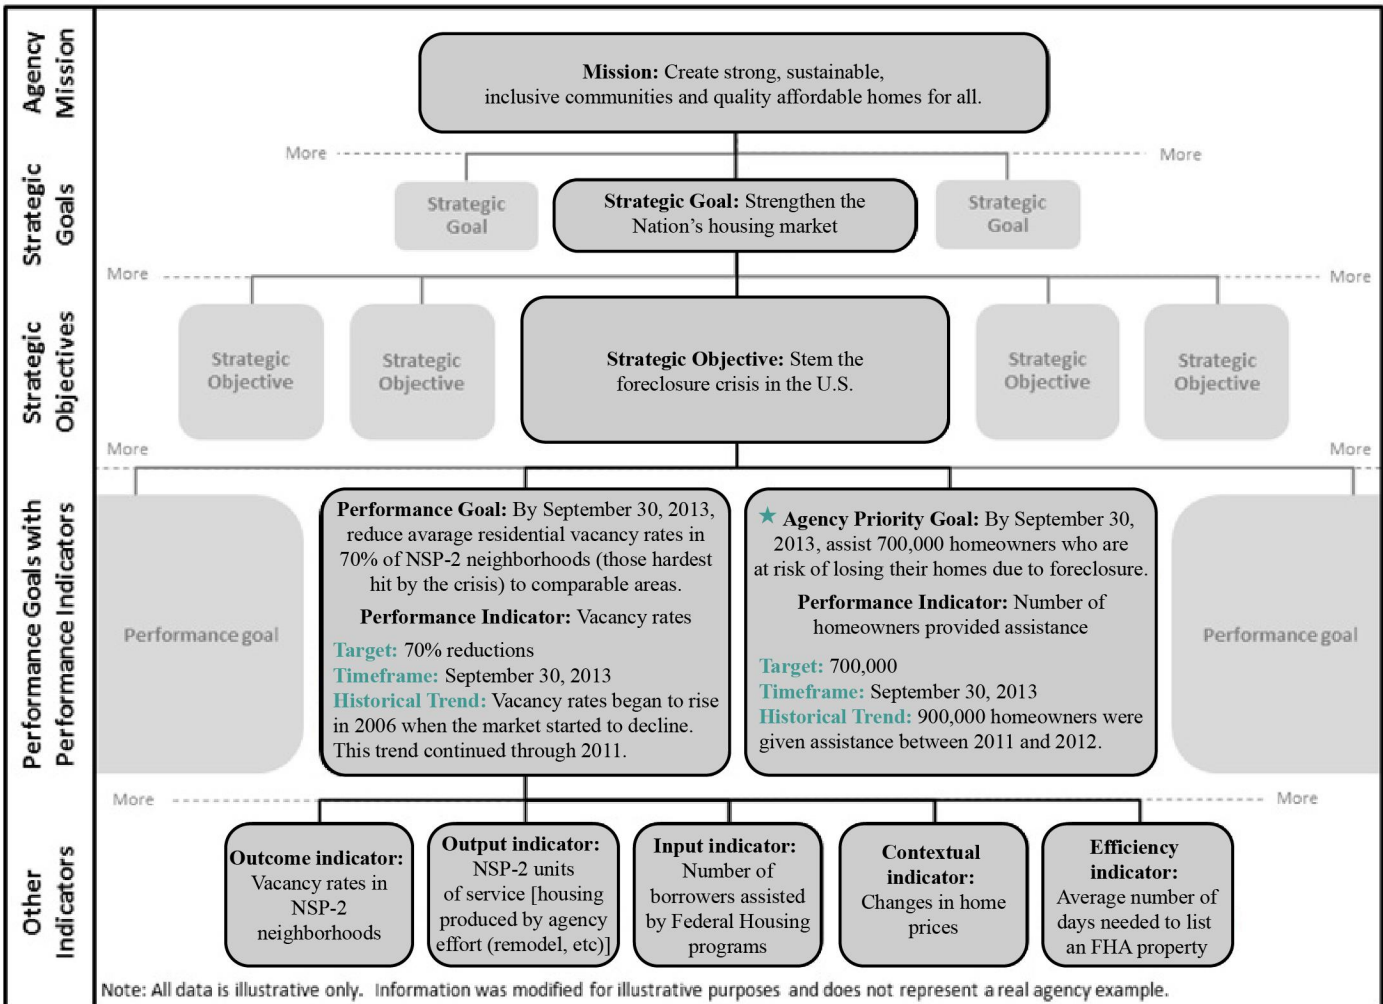 Agency
Mission
Mission: Create strong, sustainable,
inclusive communities and quality affordable homes for all.
More
More
Strategic
Goals
Strategic
Goal
Strategic Goal: Strengthen the
Nation's housing market
Strategic
Goal
More
More
Strategic
Objectives
Strategic
Objective
Strategic
Objective
Strategic Objective: Stem the
foreclosure crisis in the U.S.
Strategic
Objective
Strategic
Objective
More
More
Performance Goals with
Performance Indicators
Performance goal
Performance Goal: By September 30, 2013,
reduce avarage residential vacancy rates in
70% of NSP-2 neighborhoods (those hardest
hit by the crisis) to comparable areas.
Performance Indicator: Vacancy rates
Target: 70% reductions
Timeframe: September 30, 2013
Historical Trend: Vacancy rates began to rise
in 2006 when the market started to decline.
This trend continued through 2011.
★ Agency Priority Goal: By September 30,
2013, assist 700,000 homeowners who are
at risk of losing their homes due to foreclosure.
Performance Indicator: Number of
homeowners provided assistance
Target: 700,000
Timeframe: September 30, 2013
Historical Trend: 900,000 homeowners were
given assistance between 2011 and 2012.
Performance goal
More
More
Other
Indicators
Outcome indicator:
Vacancy rates in
NSP-2
neighborhoods
Output indicator:
NSP-2 units
of service [housing
produced by agency
effort (remodel, etc)]
Input indicator:
Number of
borrowers assisted
by Federal Housing
programs
Contextual
indicator:
Changes in home
prices
Efficiency
indicator:
Average number of
days needed to list
an FHA property
Note: All data is illustrative only. Information was modified for illustrative purposes and does not represent a real agency example.